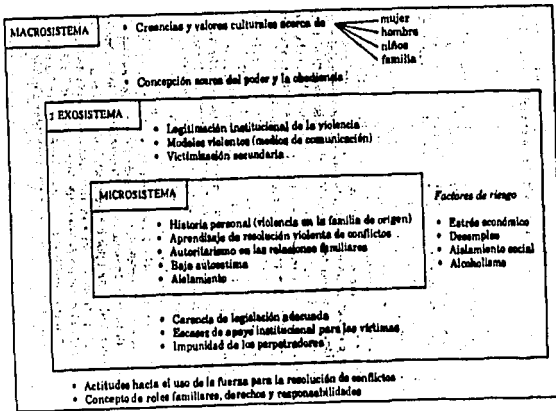 MACROSISTEMA
• Creencias y valores culturales acerca de
mujer
hombre
niños
familia
• Concepción acerca del poder y la obediencia
EXOSISTEMA
• Legitimación institucional de la violencia
• Modelos violentos (medios de comunicación)
• Victimización secundaria
MICROSISTEMA
• Historia personal (violencia en la familia de origen)
• Aprendizaje de resolución violenta de conflictos
• Autoritarismo en las relaciones familiares
• Baja autoestima
• Aislamiento
Factores de riesgo
• Estrés económico
• Desempleo
• Aislamiento social
• Alcoholismo
• Carencia de legislación adecuada
• Escasez de apoyo institucional para las víctimas
• Impunidad de los perpetradores
• Actitudes hacia el uso de la fuerza para la resolución de conflictos
• Concepto de roles familiares, derechos y responsabilidades